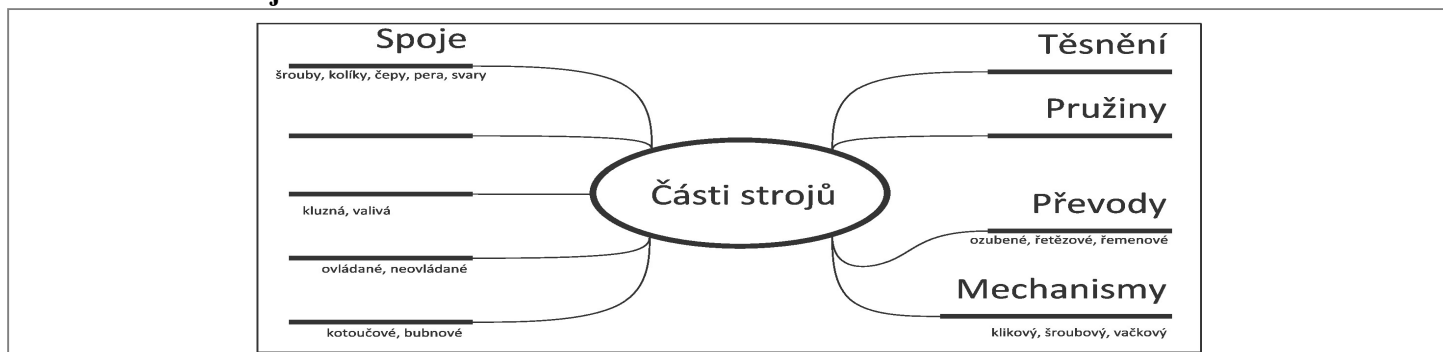 Spoje
šrouby, kolíky, čepy, pera, svary
kluzná, valivá
ovládané, neovládané
kotoučové, bubnové
Části strojů
Těsnění
Pružiny
Převody
ozubené, řetězové, řemenové
Mechanismy
klikový, šroubový, vačkový